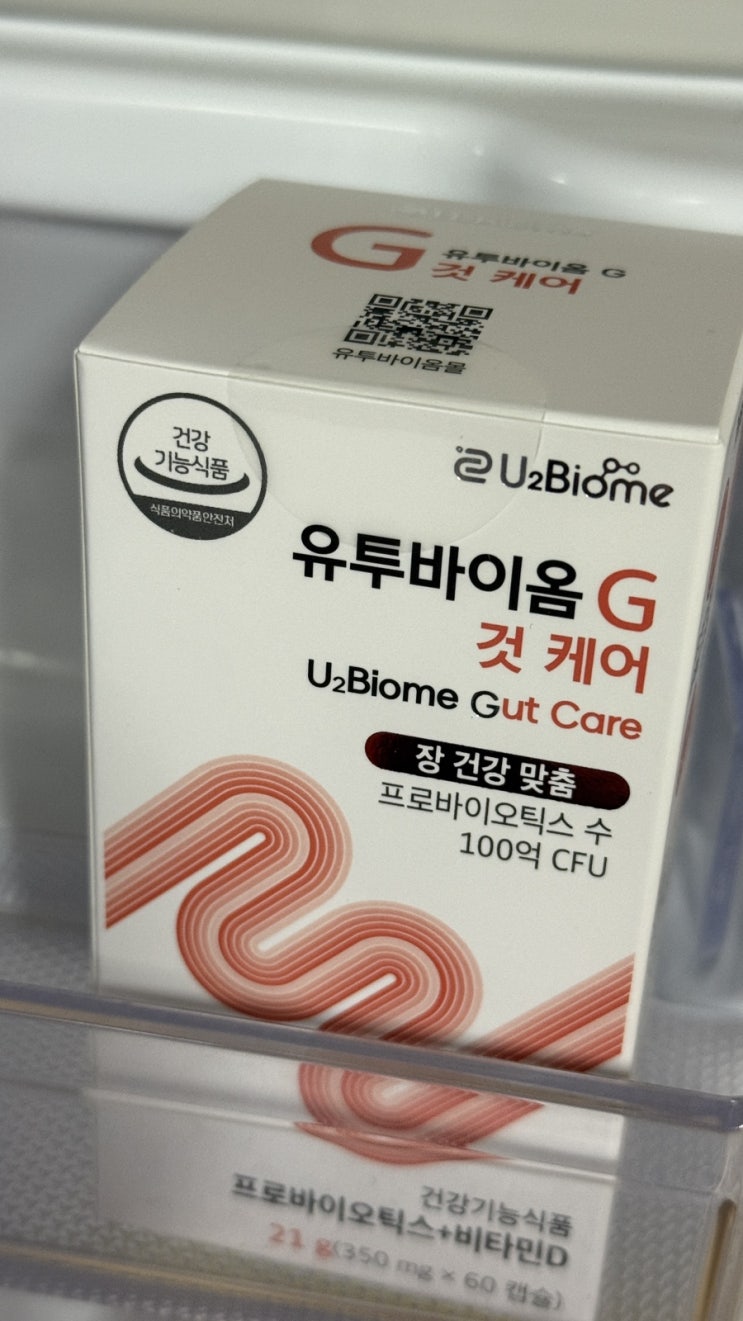 G 유투바이옴 G
것 케어
유투바이옴몰
건강
기능식품
식품의약품안전처
U₂Biome
유투바이옴 G
것 케어
U₂Biome Gut Care
장 건강 맞춤
프로바이오틱스 수
100억 CFU
건강기능식품
프로바이오틱스+비타민D
21 g(350 mg × 60 캡슐)